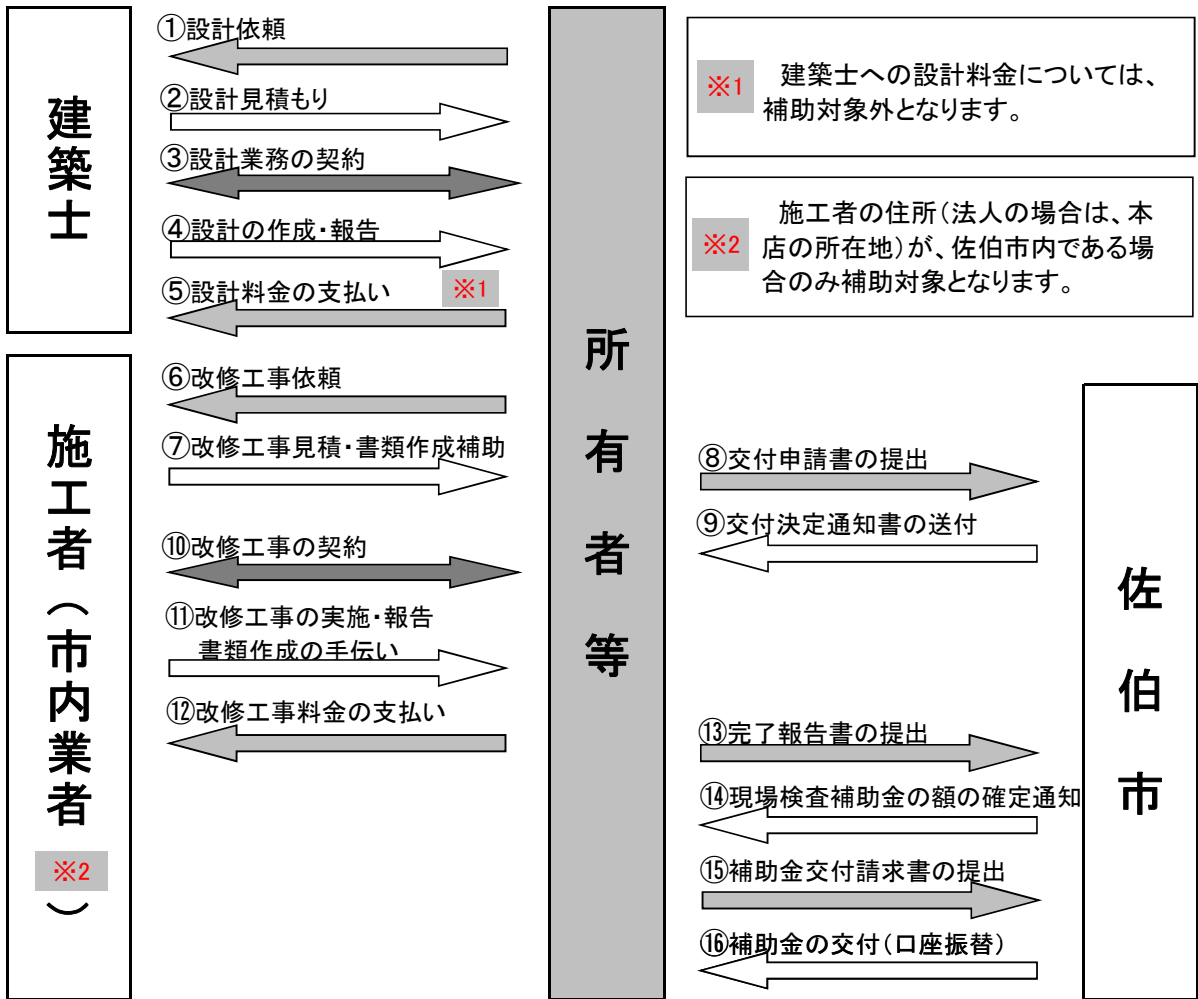 建築士
①設計依頼
②設計見積もり
③設計業務の契約
④設計の作成・報告
⑤設計料金の支払い
※1
施工者（市内業者
※2
）
⑥改修工事依頼
⑦改修工事見積・書類作成補助
⑩改修工事の契約
⑪改修工事の実施・報告
書類作成の手伝い
⑫改修工事料金の支払い
所有者等
※1
建築士への設計料金については、
補助対象外となります。
※2
施工者の住所（法人の場合は、本
店の所在地）が、佐伯市内である場
合のみ補助対象となります。
⑧交付申請書の提出
⑨交付決定通知書の送付
⑬完了報告書の提出
⑭現場検査補助金の額の確定通知
⑮補助金交付請求書の提出
⑯補助金の交付（口座振替）
佐伯市